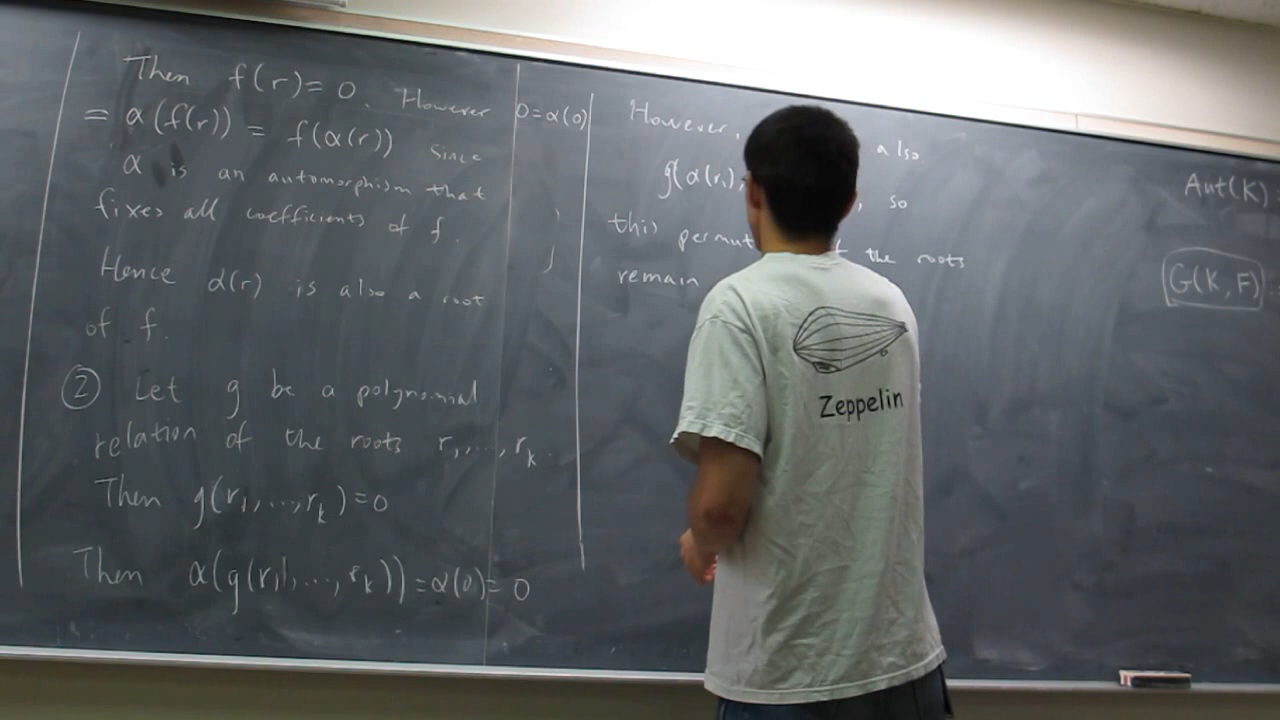 Then f(r)=0. However 0=α(0)
= α(f(r)) = f(α(r)) since
α is an automorphism that
fixes all coefficients of f.
Hence α(r) is also a root
of f.
② Let g be a polynomial
relation of the roots r₁,...,rₖ.
Then g(r₁,...,rₖ)=0
Then α(g(r₁,...,rₖ))=α(0)=0
However, also
g(α(r₁), , so
this the roots
remain
Zeppelin
Aut(K)
G(K,F)